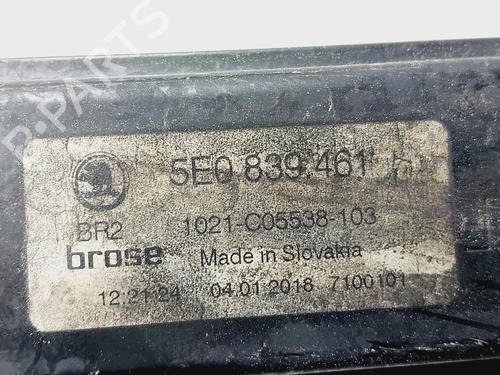 B-PARTS
5E0 839 461
BR2 1021-C05538-103
brose Made in Slovakia
12:21:24 04.01.2018 7100101